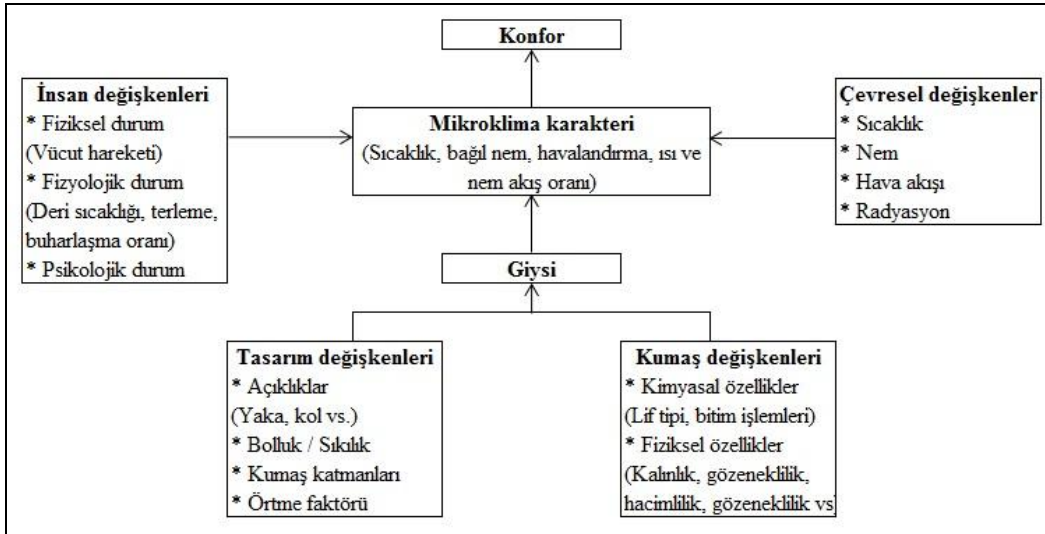 Konfor
İnsan değişkenleri
* Fiziksel durum
(Vücut hareketi)
* Fizyolojik durum
(Deri sıcaklığı, terleme,
buharlaşma oranı)
* Psikolojik durum
Mikroklima karakteri
(Sıcaklık, bağıl nem, havalandırma, ısı ve
nem akış oranı)
Çevresel değişkenler
* Sıcaklık
* Nem
* Hava akışı
* Radyasyon
Giysi
Tasarım değişkenleri
* Açıklıklar
(Yaka, kol vs.)
* Bolluk / Sıkılık
* Kumaş katmanları
* Örtme faktörü
Kumaş değişkenleri
* Kimyasal özellikler
(Lif tipi, bitim işlemleri)
* Fiziksel özellikler
(Kalınlık, gözeneklilik,
hacimlilik, gözeneklilik vs